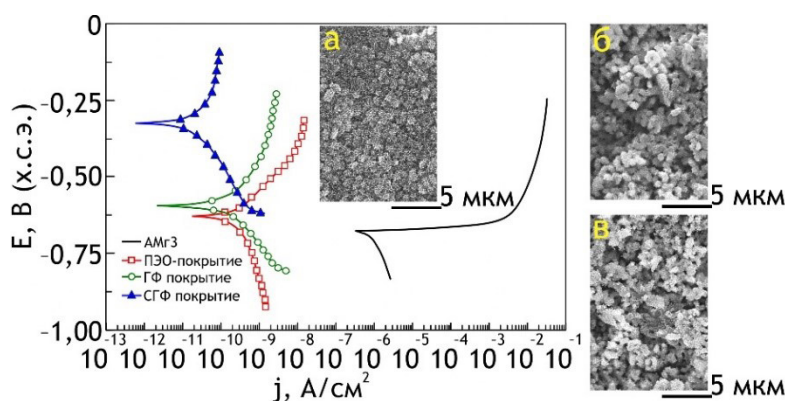 0
-0,25
-0,50
-0,75
-1,00
E, В (х.с.э.)
АМг3
ПЭО-покрытие
ГФ покрытие
СГФ покрытие
а
5 мкм
б
5 мкм
в
5 мкм
10⁻¹³ 10⁻¹² 10⁻¹¹ 10⁻¹⁰ 10⁻⁹ 10⁻⁸ 10⁻⁷ 10⁻⁶ 10⁻⁵ 10⁻⁴ 10⁻³ 10⁻² 10⁻¹
j, А/см²